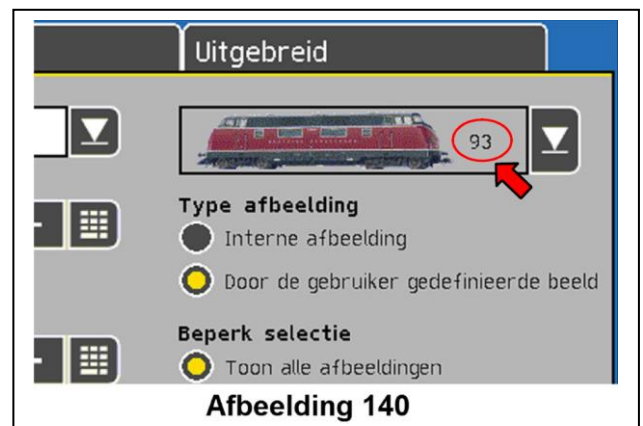 Uitgebreid
93
Type afbeelding
Interne afbeelding
Door de gebruiker gedefinieerde beeld
Beperk selectie
Toon alle afbeeldingen
Afbeelding 140